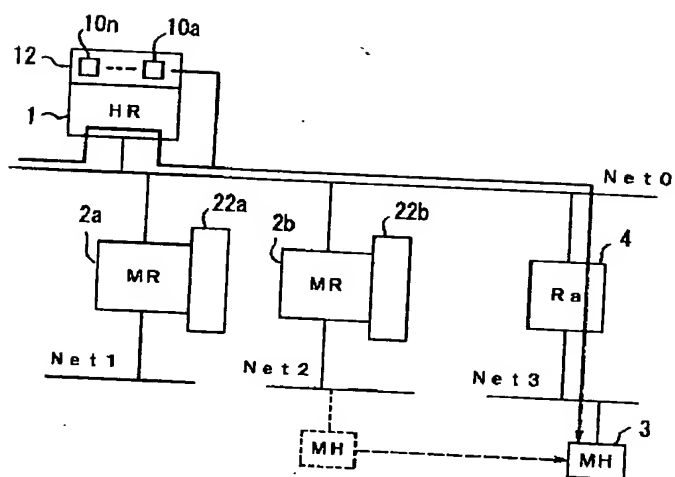 10n 10a
12
1 HR
Net0
2a 22a 2b 22b 4
MR MR Ra
Net1 Net2 Net3
3
MH MH